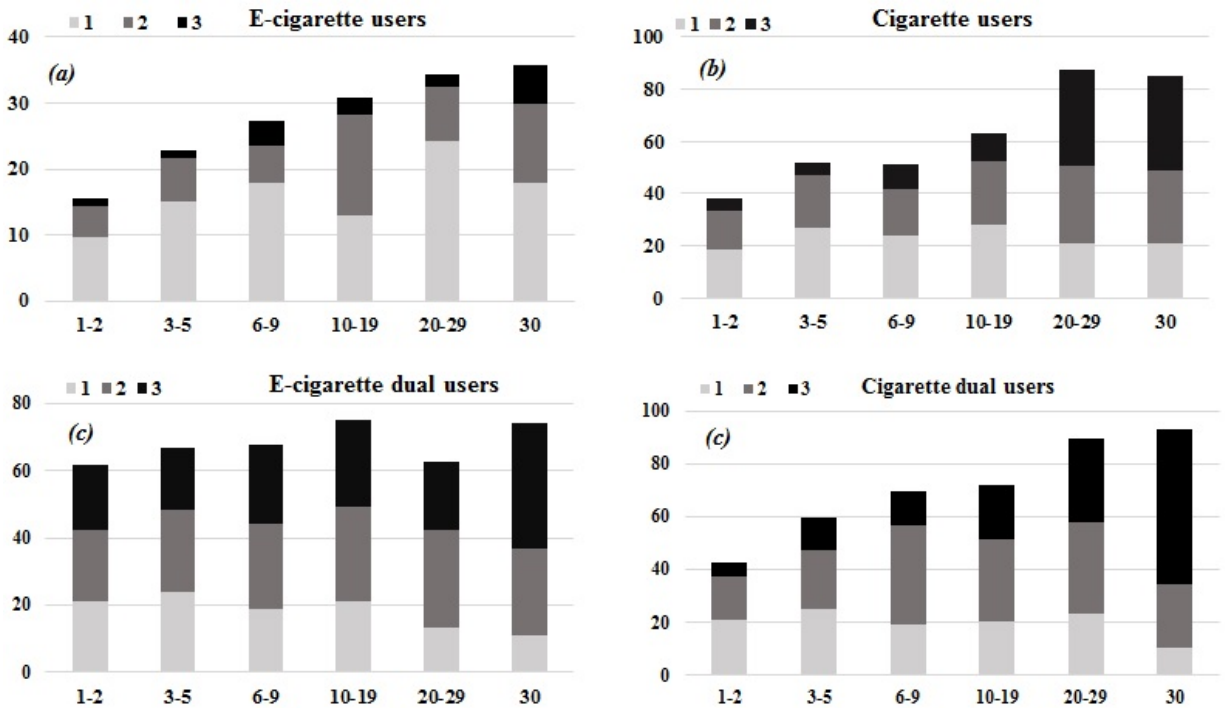 1 2 3 E-cigarette users
40
(a)
30
20
10
0
1-2 3-5 6-9 10-19 20-29 30
1 2 3 Cigarette users
100
(b)
80
60
40
20
0
1-2 3-5 6-9 10-19 20-29 30
1 2 3 E-cigarette dual users
80
(c)
60
40
20
0
1-2 3-5 6-9 10-19 20-29 30
1 2 3 Cigarette dual users
100
(c)
80
60
40
20
0
1-2 3-5 6-9 10-19 20-29 30